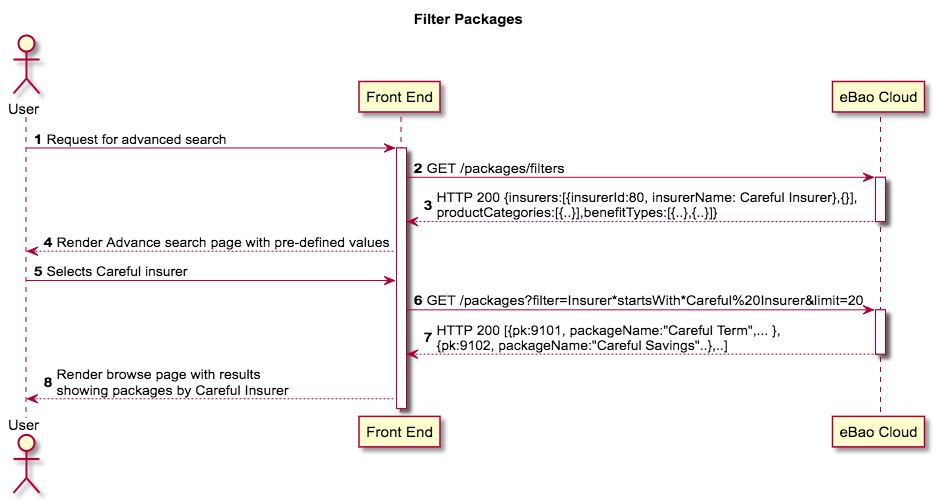 Filter Packages
User
Front End
eBao Cloud
1 Request for advanced search
2 GET /packages/filters
3 HTTP 200 {insurers:[{insurerId:80, insurerName: Careful Insurer},{}],
productCategories:[{..}],benefitTypes:[{..},{..}]}
4 Render Advance search page with pre-defined values
5 Selects Careful insurer
6 GET /packages?filter=Insurer*startsWith*Careful%20Insurer&limit=20
7 HTTP 200 [{pk:9101, packageName:"Careful Term",... },
{pk:9102, packageName:"Careful Savings"..},..]
8 Render browse page with results
showing packages by Careful Insurer
User
Front End
eBao Cloud